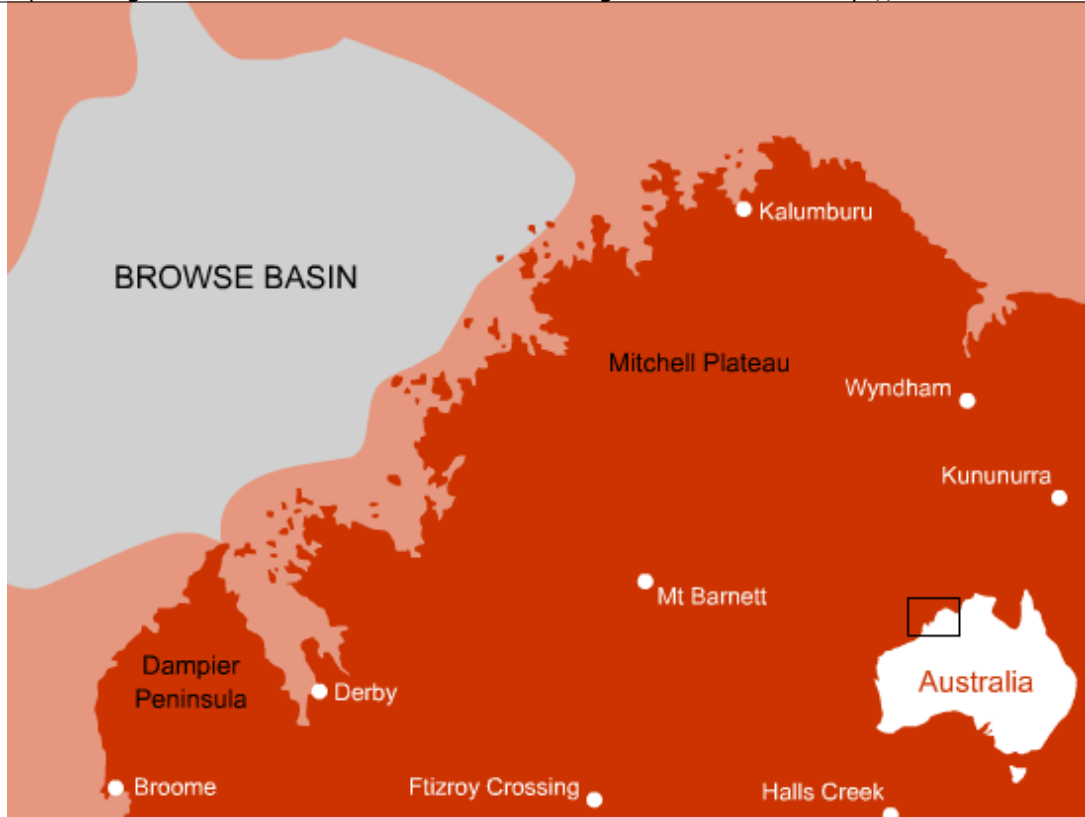 BROWSE BASIN
Kalumburu
Mitchell Plateau
Wyndham
Kununurra
Mt Barnett
Dampier
Peninsula
Derby
Australia
Broome
Ftizroy Crossing
Halls Creek